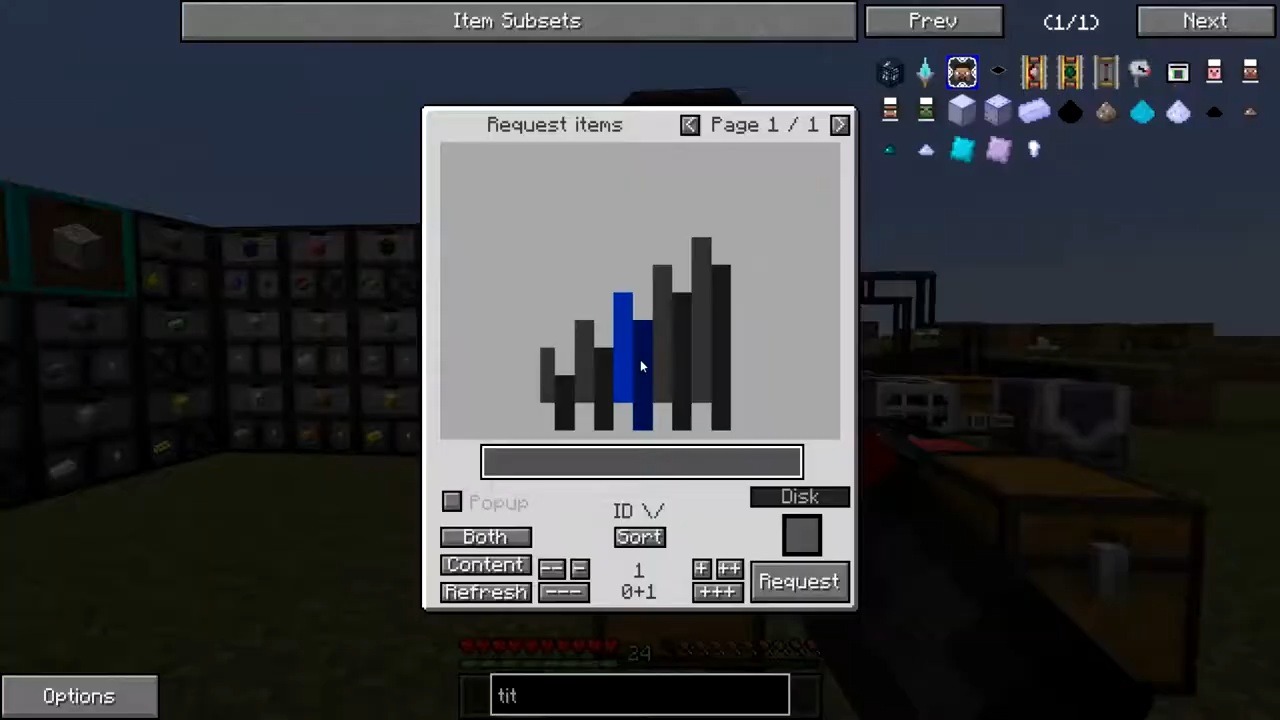 Item Subsets
Prev (1/1) Next
Request items Page 1 / 1
Popup
ID \/
Disk
Both
Sort
Content
-- -
1
+ ++
Request
Refresh
---
0+1
+++
24
Options
tit